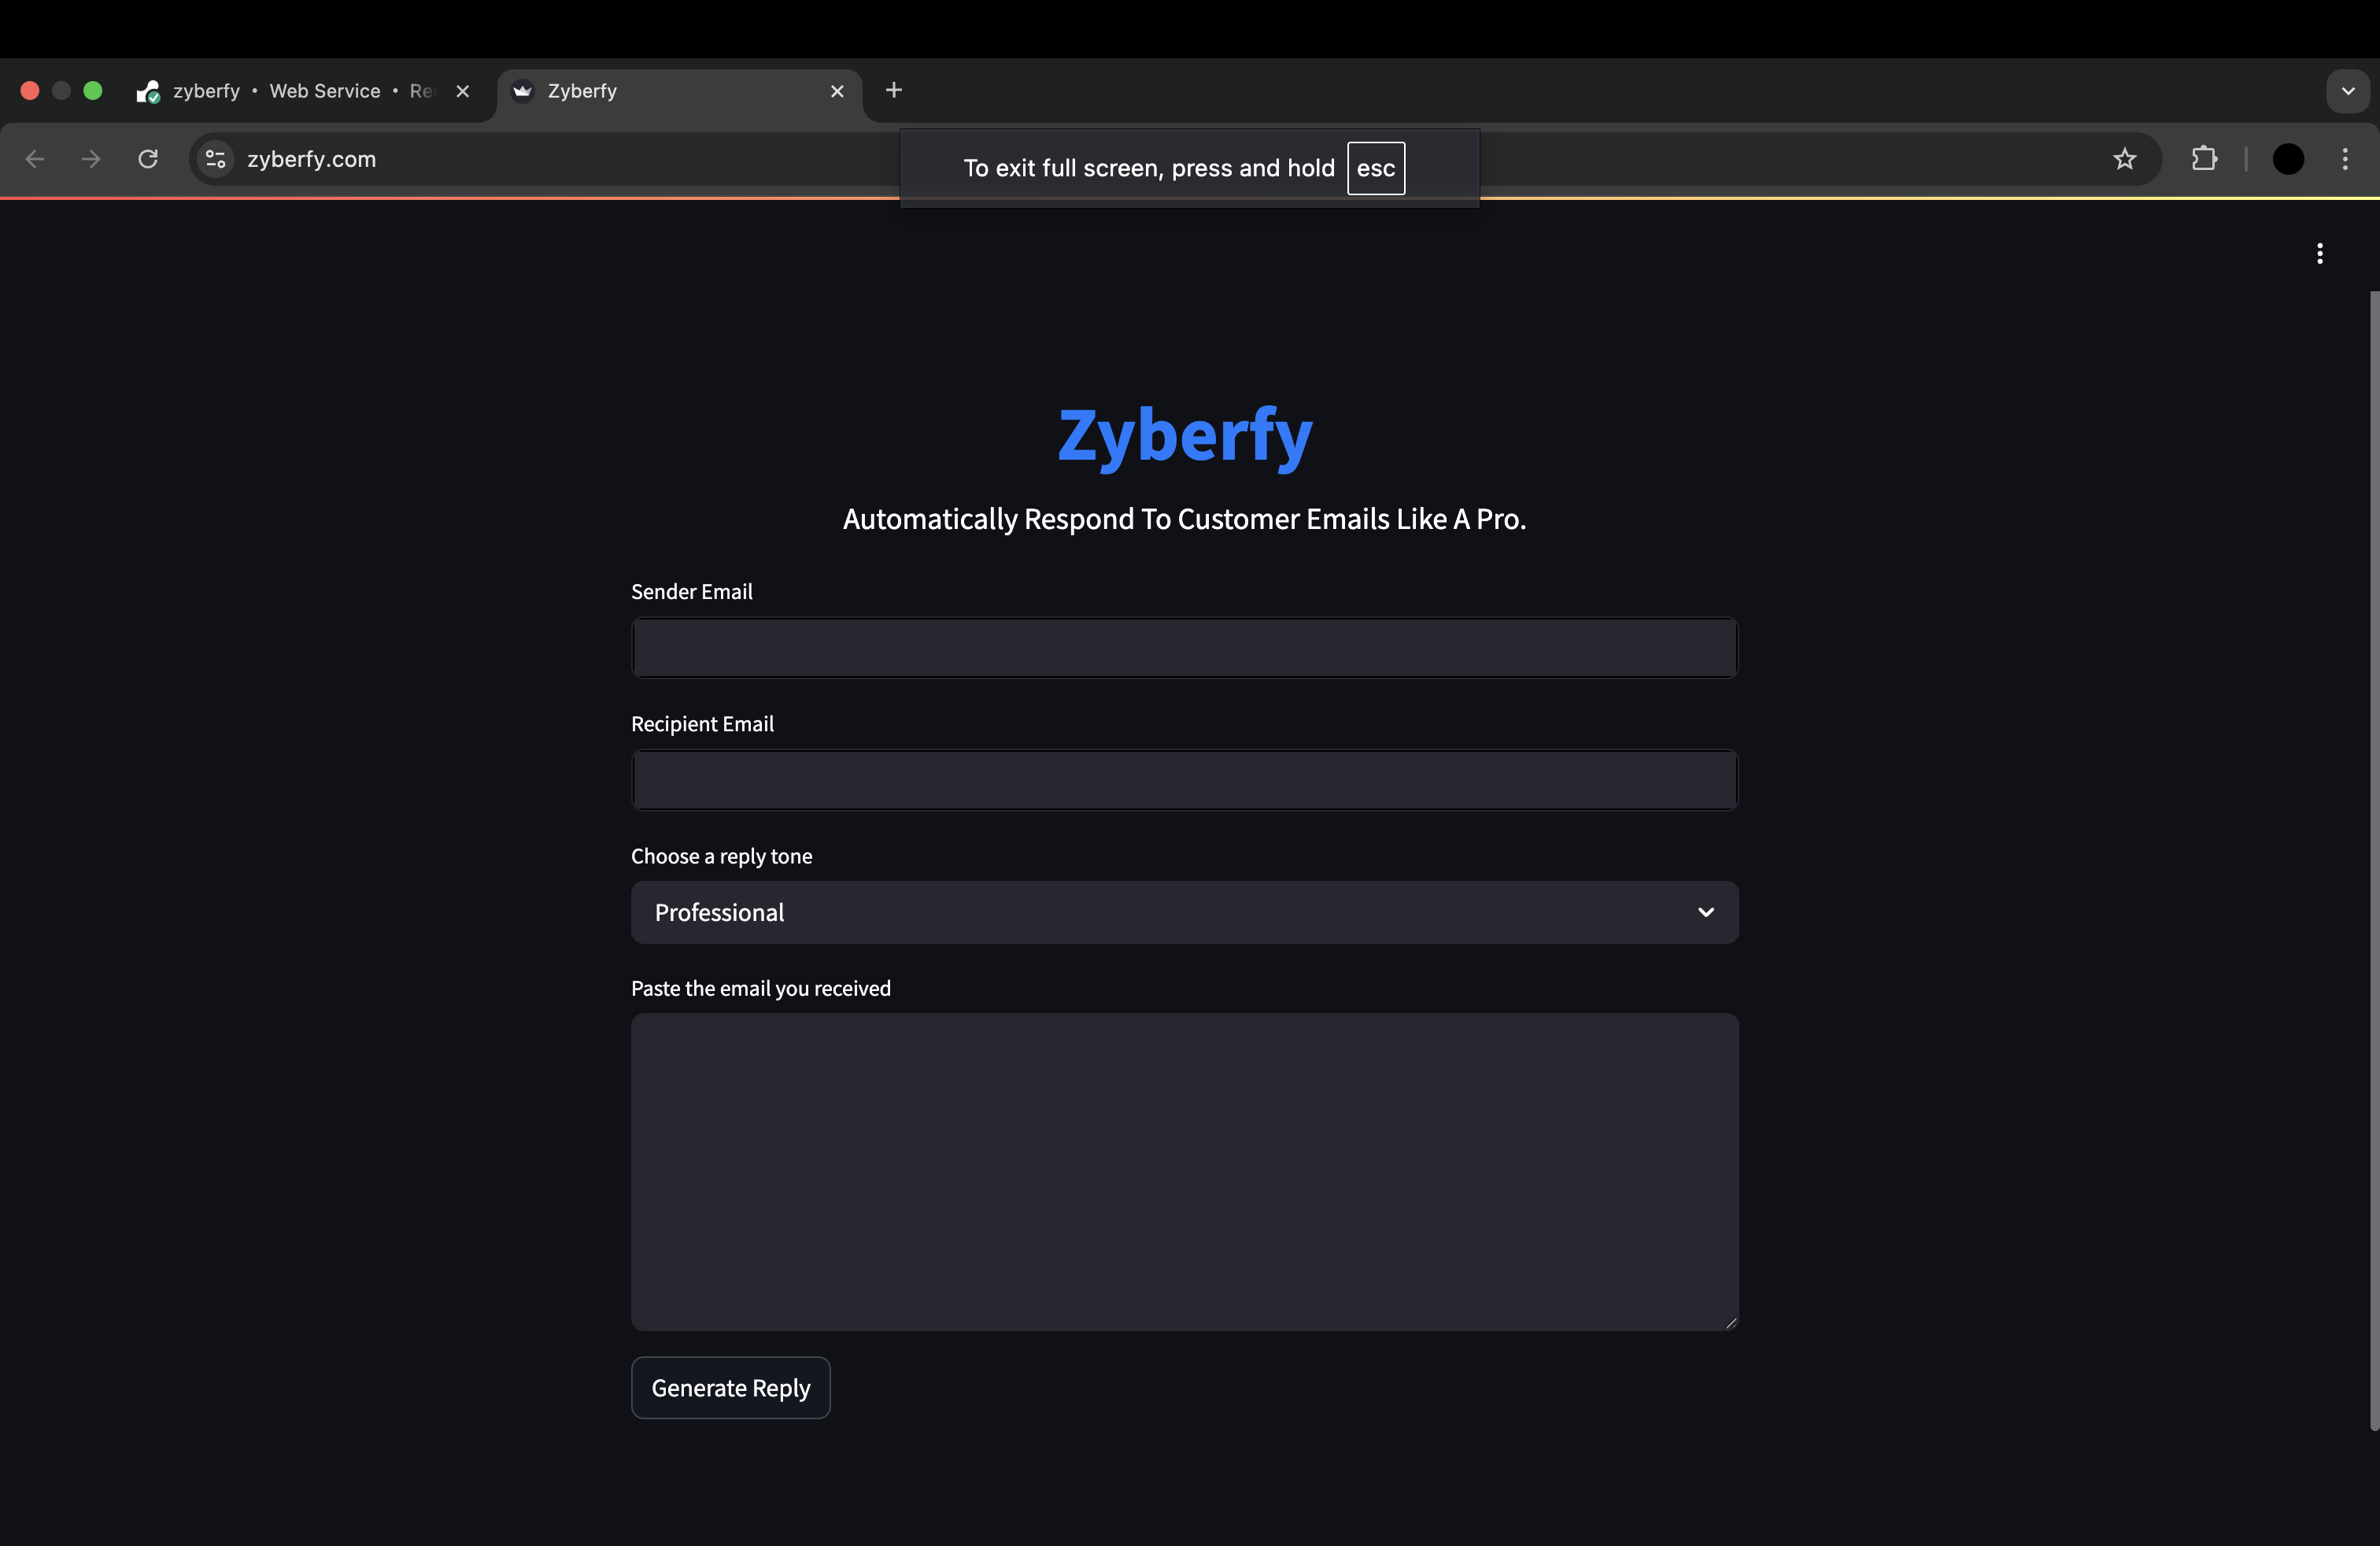 zyberfy • Web Service • Re
Zyberfy
zyberfy.com
To exit full screen, press and hold esc
Zyberfy
Automatically Respond To Customer Emails Like A Pro.
Sender Email
Recipient Email
Choose a reply tone
Professional
Paste the email you received
Generate Reply